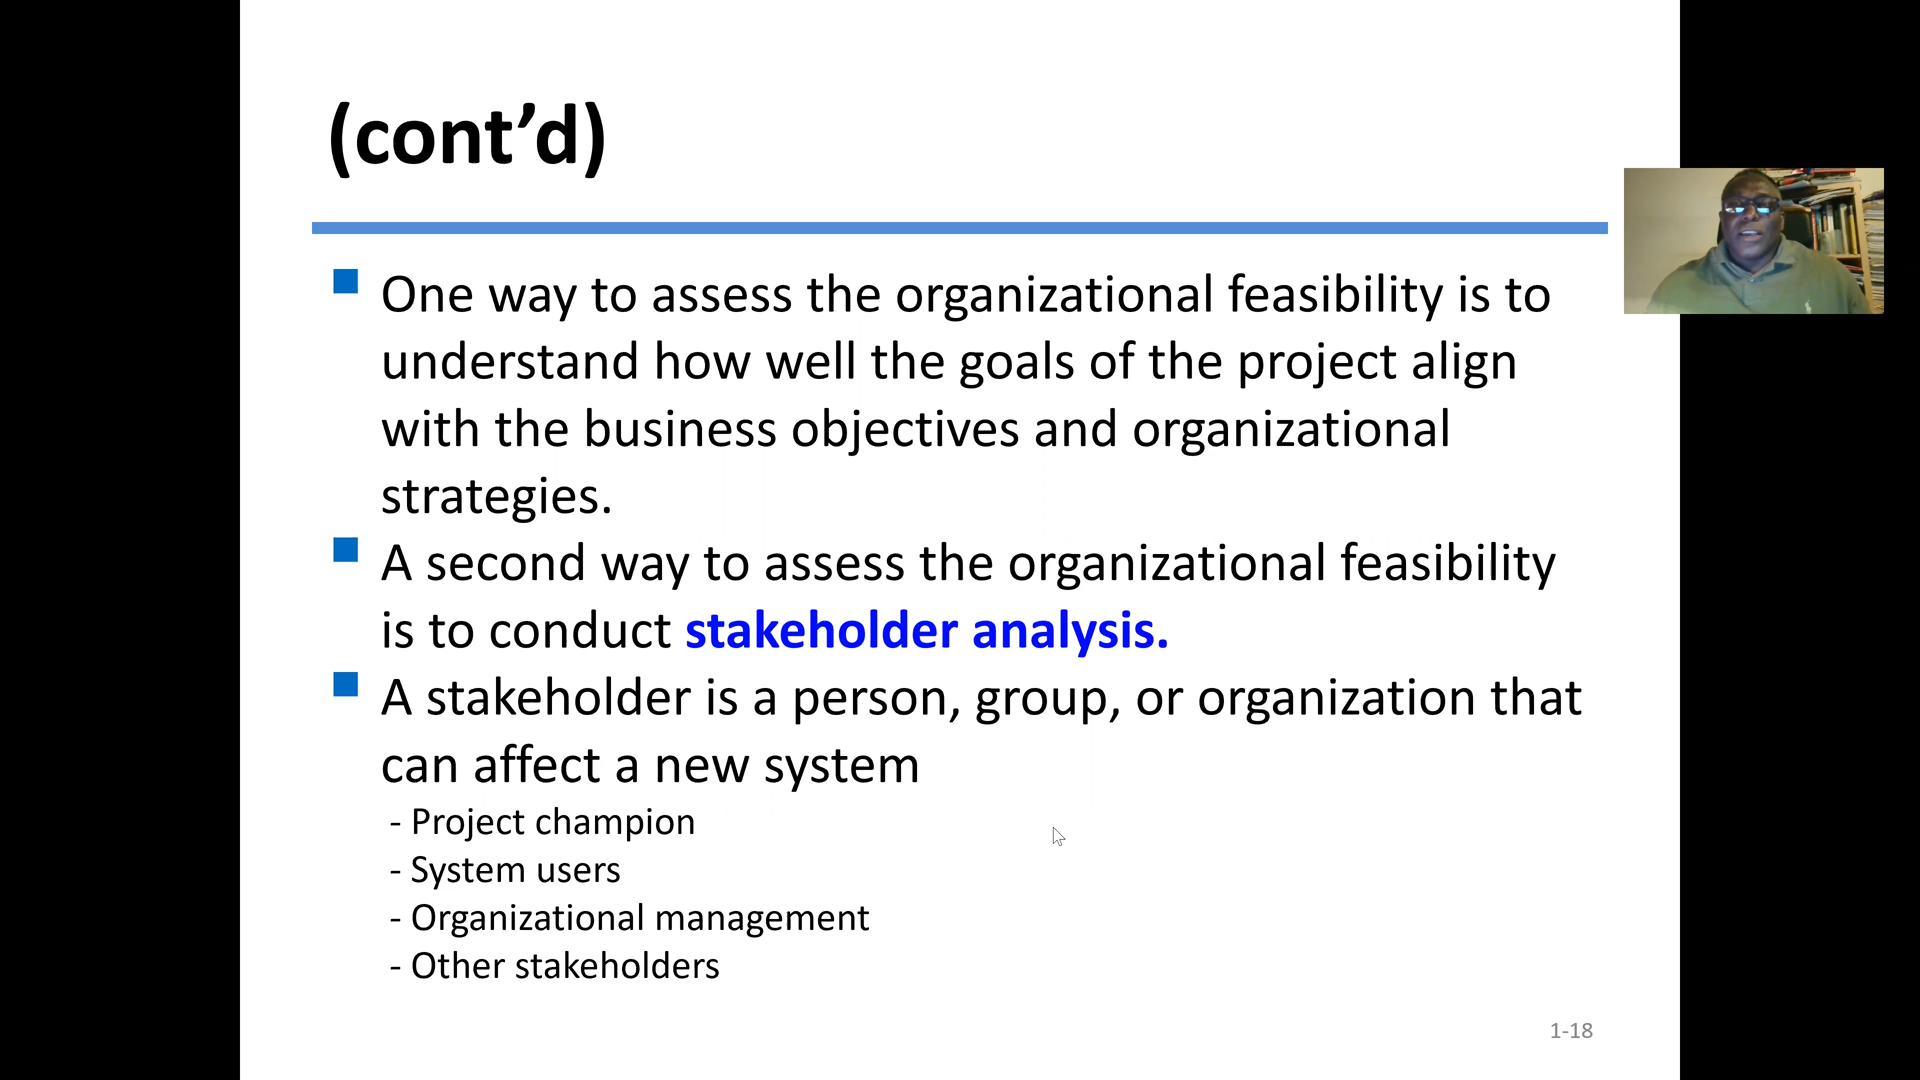 (cont’d)
One way to assess the organizational feasibility is to
understand how well the goals of the project align
with the business objectives and organizational
strategies.
A second way to assess the organizational feasibility
is to conduct stakeholder analysis.
A stakeholder is a person, group, or organization that
can affect a new system
- Project champion
- System users
- Organizational management
- Other stakeholders
1-18